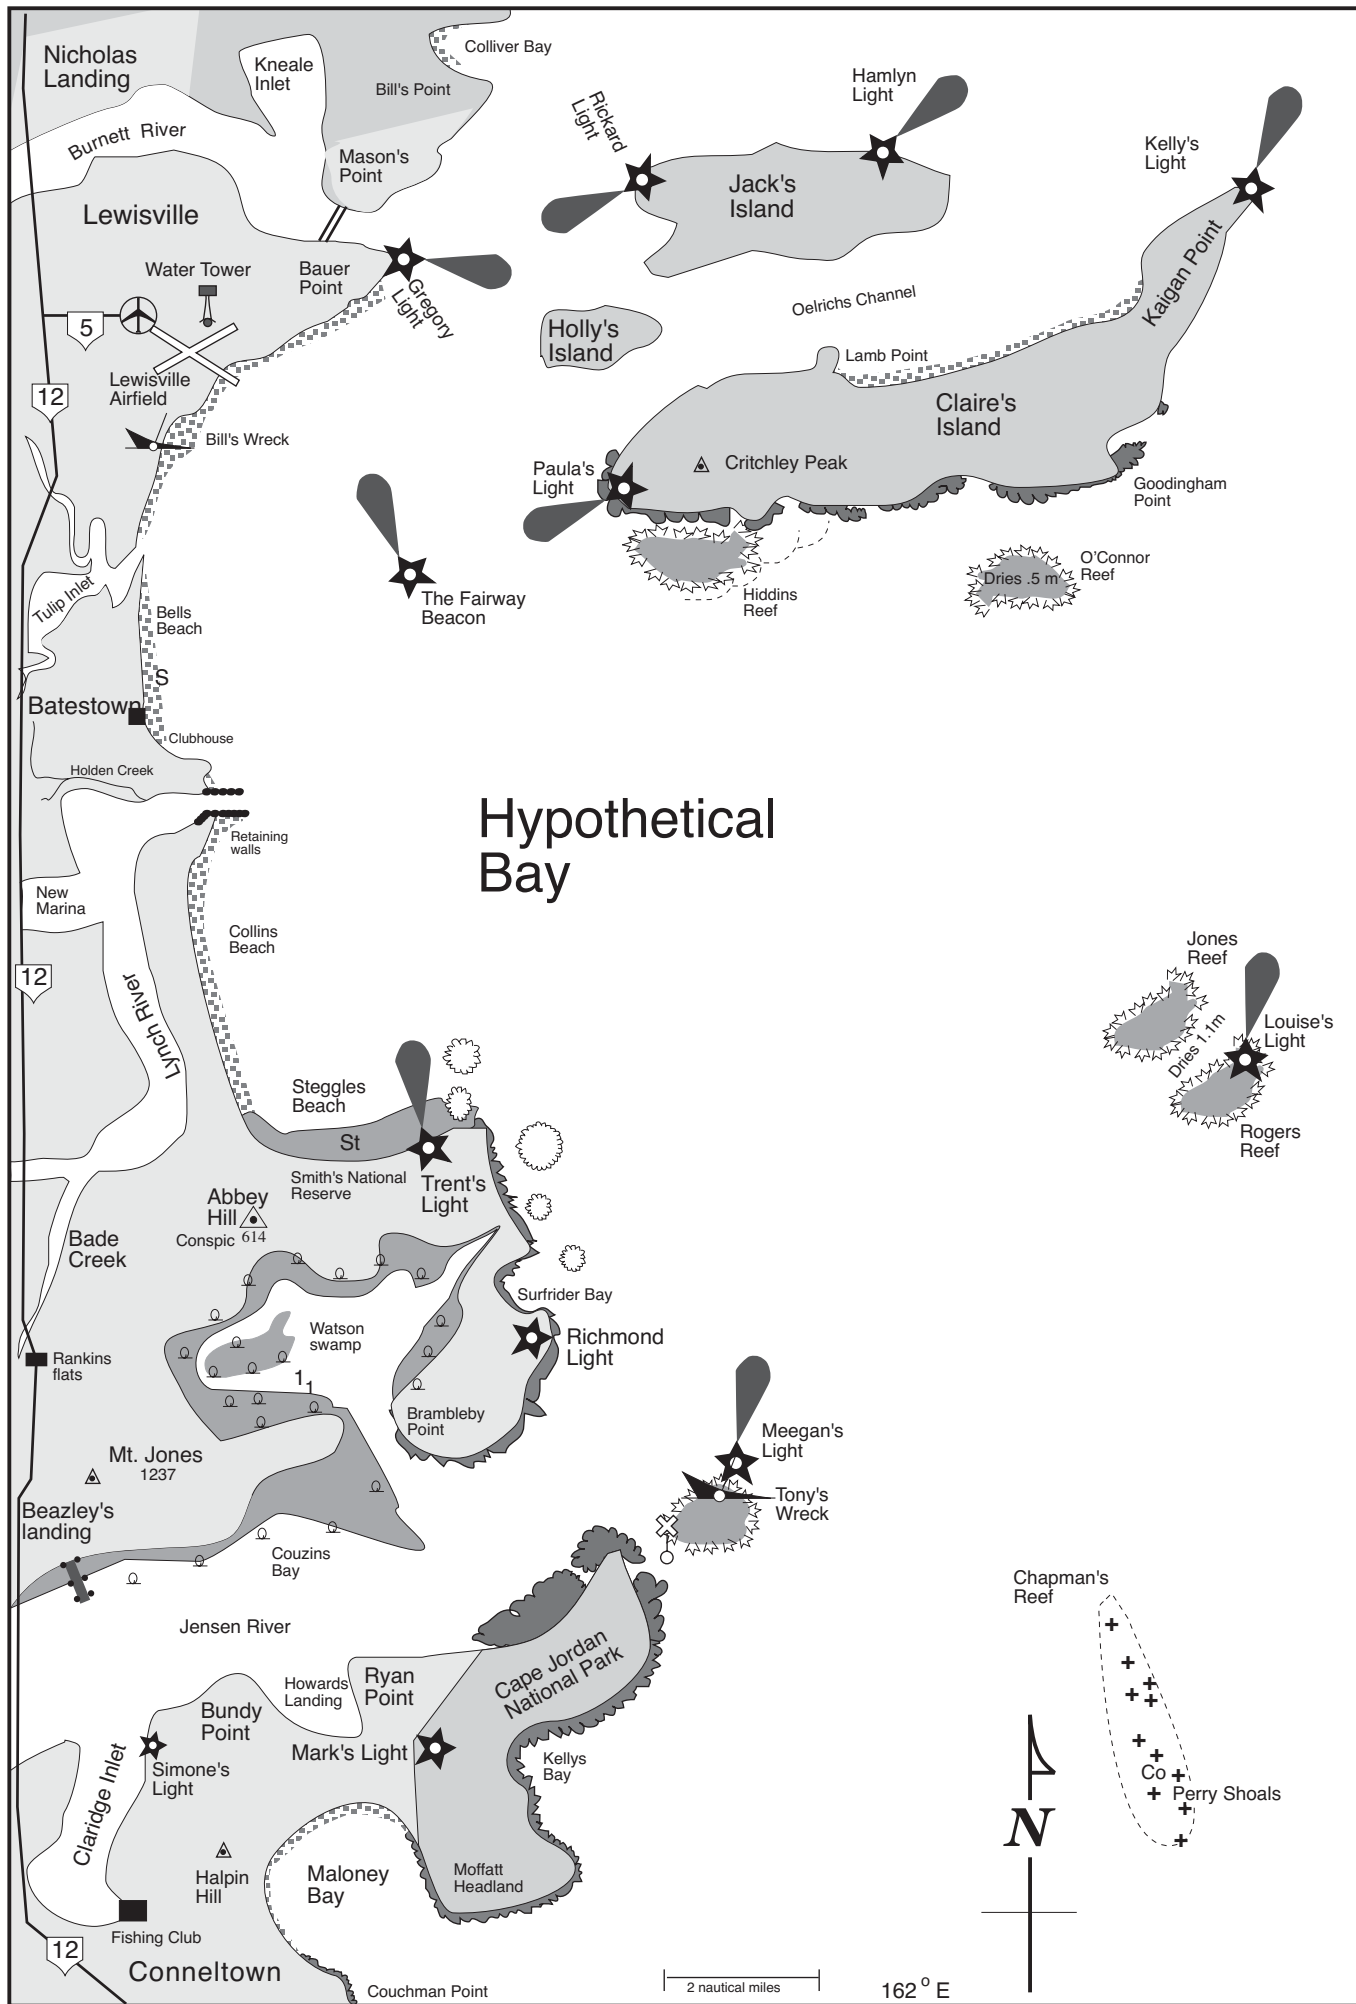 Nicholas
Landing
Kneale
Inlet
Colliver Bay
Bill's Point
Burnett River
Mason's
Point
Rickard
Light
Hamlyn
Light
Kelly's
Light
Jack's
Island
Lewisville
Water Tower
Bauer
Point
Gregory
Light
5
Lewisville
Airfield
12
Bill's Wreck
Holly's
Island
Oelrichs Channel
Kaigan Point
Lamb Point
Claire's
Island
Paula's
Light
Critchley Peak
Goodingham
Point
The Fairway
Beacon
Hiddins
Reef
Dries .5 m
O'Connor
Reef
Tulip Inlet
Bells
Beach
S
Batestown
Clubhouse
Holden Creek
Retaining
walls
Hypothetical
Bay
New
Marina
Collins
Beach
12
Lynch River
Jones
Reef
Dries 1.1m
Louise's
Light
Rogers
Reef
Steggles
Beach
St
Smith's National
Reserve
Trent's
Light
Abbey
Hill
Conspic 614
Bade
Creek
Surfrider Bay
Watson
swamp
Richmond
Light
Rankins
flats
1 1
Brambleby
Point
Meegan's
Light
Mt. Jones
1237
Tony's
Wreck
Beazley's
landing
Couzins
Bay
Jensen River
Chapman's
Reef
Cape Jordan
National Park
Howards
Landing
Ryan
Point
Bundy
Point
Mark's Light
Kellys
Bay
Simone's
Light
Claridge Inlet
Co
Perry Shoals
N
Halpin
Hill
Maloney
Bay
Moffatt
Headland
Fishing Club
12
Conneltown
Couchman Point
2 nautical miles
162 o E